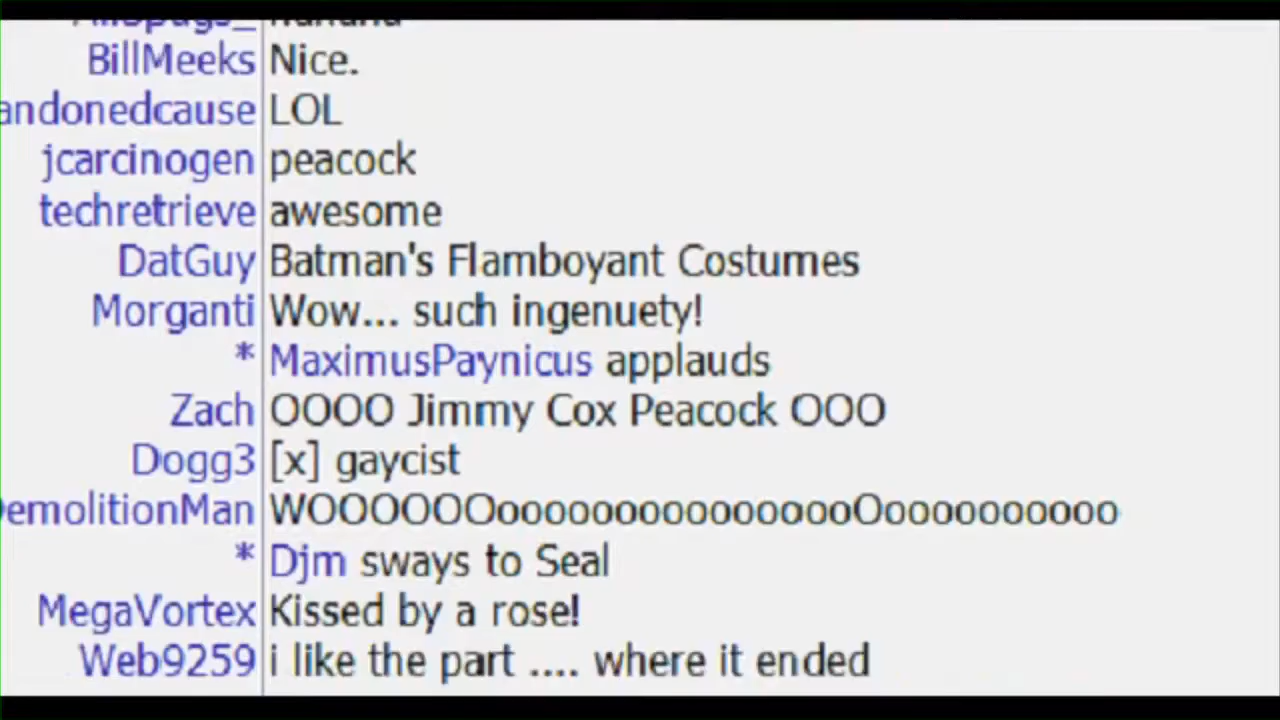 BillMeeks Nice.
andonedcause LOL
jcarcinogen peacock
techretrieve awesome
DatGuy Batman's Flamboyant Costumes
Morganti Wow... such ingenuety!
* MaximusPaynicus applauds
Zach OOOO Jimmy Cox Peacock OOO
Dogg3 [x] gaycist
emolitionMan WOOOOOOoooooooooooooooOoooooooooo
* Djm sways to Seal
MegaVortex Kissed by a rose!
Web9259 i like the part .... where it ended